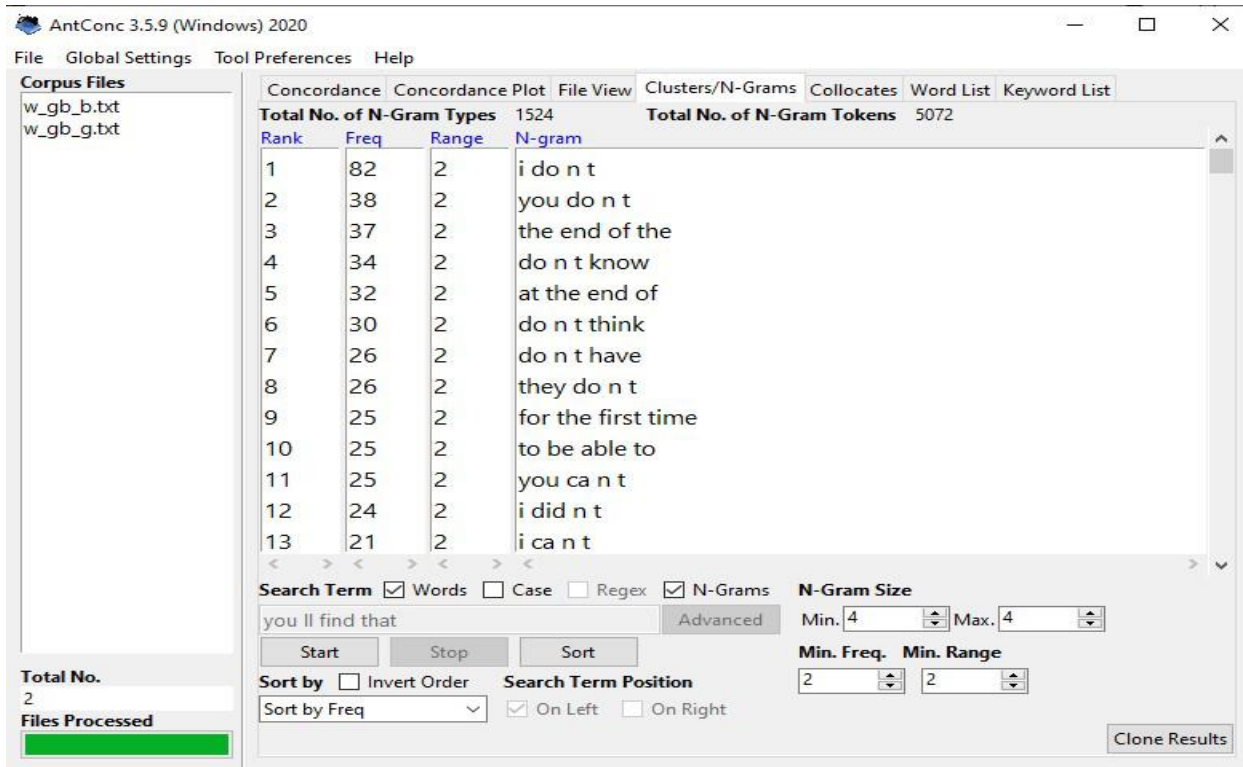 AntConc 3.5.9 (Windows) 2020
File Global Settings Tool Preferences Help
Corpus Files
w_gb_b.txt
w_gb_g.txt
Total No.
2
Files Processed
Concordance Concordance Plot File View Clusters/N-Grams Collocates Word List Keyword List
Total No. of N-Gram Types 1524 Total No. of N-Gram Tokens 5072
Rank Freq Range N-gram
1 82 2 i do n t
2 38 2 you do n t
3 37 2 the end of the
4 34 2 do n t know
5 32 2 at the end of
6 30 2 do n t think
7 26 2 do n t have
8 26 2 they do n t
9 25 2 for the first time
10 25 2 to be able to
11 25 2 you ca n t
12 24 2 i did n t
13 21 2 i ca n t
Search Term Words Case Regex N-Grams N-Gram Size
you ll find that Advanced Min. 4 Max. 4
Start Stop Sort Min. Freq. Min. Range
Sort by Invert Order Search Term Position 2 2
Sort by Freq On Left On Right
Clone Results